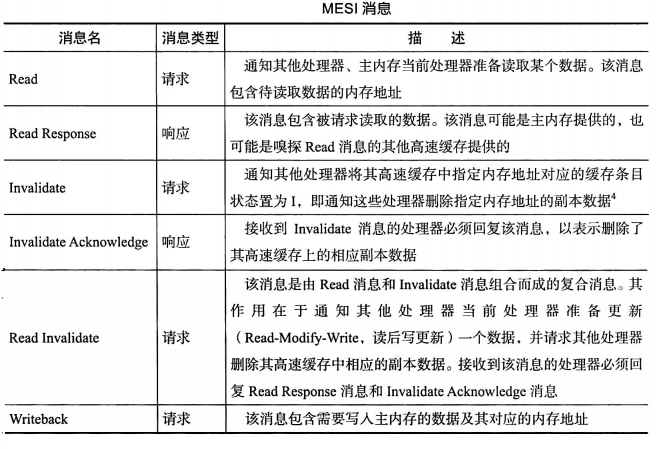 MESI 消息
消息名 消息类型 描 述
Read 请求 通知其他处理器、主内存当前处理器准备读取某个数据。该消息
包含待读取数据的内存地址
Read Response 响应 该消息包含被请求读取的数据。该消息可能是主内存提供的，也
可能是嗅探 Read 消息的其他高速缓存提供的
Invalidate 请求 通知其他处理器将其高速缓存中指定内存地址对应的缓存条目
状态置为 I，即通知这些处理器删除指定内存地址的副本数据4
Invalidate Acknowledge 响应 接收到 Invalidate 消息的处理器必须回复该消息，以表示删除了
其高速缓存上的相应副本数据
该消息是由 Read 消息和 Invalidate 消息组合而成的复合消息。其
作用在于通知其他处理器当前处理器准备更新
Read Invalidate 请求 （Read-Modify-Write，读后写更新）一个数据，并请求其他处理器
删除其高速缓存中相应的副本数据。接收到该消息的处理器必须回
复 Read Response 消息和 Invalidate Acknowledge 消息
Writeback 请求 该消息包含需要写入主内存的数据及其对应的内存地址